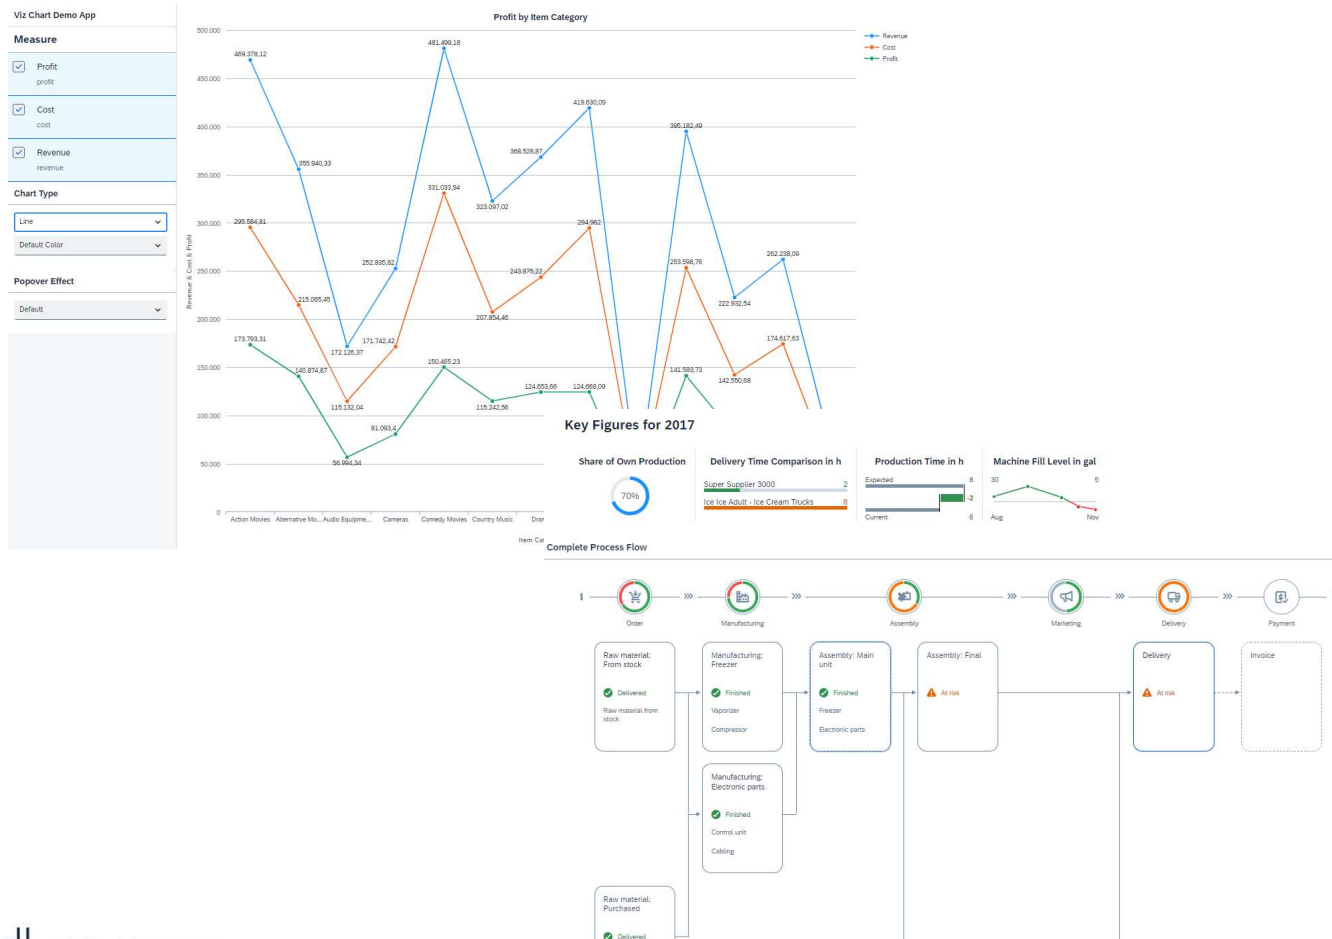 Viz Chart Demo App
Measure
Profit
profit
Cost
cost
Revenue
revenue
Chart Type
Line
Default Color
Popover Effect
Default
Profit by Item Category
Revenue
Cost
Profit
Revenue & Cost & Profit
500.000
450.000
400.000
350.000
300.000
250.000
200.000
150.000
100.000
50.000
0
469.378,12
355.940,33
172.126,37
252.835,82
481.499,18
323.097,02
368.528,87
419.630,09
395.182,49
222.932,54
262.238,09
295.584,81
215.065,45
115.132,04
171.742,42
331.033,94
207.854,46
243.875,22
294.962
253.598,76
142.550,68
174.617,63
173.793,31
140.874,87
56.994,34
81.093,4
150.465,23
115.242,56
124.653,66
124.668,09
141.583,73
Action Movies
Alternative Mo...
Audio Equipme...
Cameras
Comedy Movies
Country Music
Key Figures for 2017
Share of Own Production
70%
Delivery Time Comparison in h
Super Supplier 3000 2
Ice Ice Adult - Ice Cream Trucks 8
Production Time in h
Expected 8
-2
Current 6
Machine Fill Level in gal
30 5
Aug Nov
Complete Process Flow
Order
Manufacturing
Assembly
Marketing
Delivery
Payment
Raw material:
From stock
Delivered
Raw material from
stock
Manufacturing:
Freezer
Finished
Vaporizer
Compressor
Assembly: Main
unit
Finished
Freezer
Electronic parts
Assembly: Final
At risk
Delivery
At risk
Invoice
Manufacturing:
Electronic parts
Finished
Control unit
Cabling
Raw material:
Purchased
Delivered